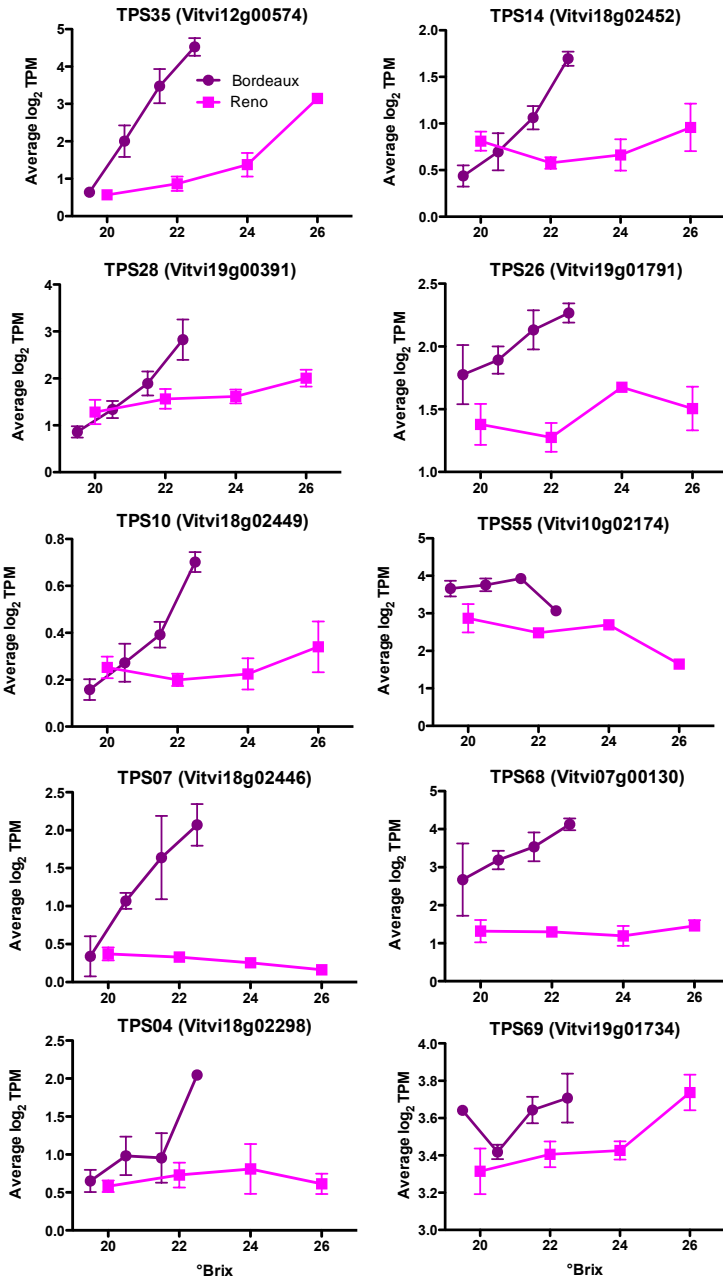 TPS35 (Vitvi12g00574)
Average log2 TPM
5
4
3
2
1
0
Bordeaux
Reno
20 22 24 26
TPS14 (Vitvi18g02452)
Average log2 TPM
2.0
1.5
1.0
0.5
0.0
20 22 24 26
TPS28 (Vitvi19g00391)
Average log2 TPM
4
3
2
1
0
20 22 24 26
TPS26 (Vitvi19g01791)
Average log2 TPM
2.5
2.0
1.5
1.0
20 22 24 26
TPS10 (Vitvi18g02449)
Average log2 TPM
0.8
0.6
0.4
0.2
0.0
20 22 24 26
TPS55 (Vitvi10g02174)
Average log2 TPM
5
4
3
2
1
0
20 22 24 26
TPS07 (Vitvi18g02446)
Average log2 TPM
2.5
2.0
1.5
1.0
0.5
0.0
20 22 24 26
TPS68 (Vitvi07g00130)
Average log2 TPM
5
4
3
2
1
0
20 22 24 26
TPS04 (Vitvi18g02298)
Average log2 TPM
2.5
2.0
1.5
1.0
0.5
0.0
20 22 24 26
°Brix
TPS69 (Vitvi19g01734)
Average log2 TPM
4.0
3.8
3.6
3.4
3.2
3.0
20 22 24 26
°Brix